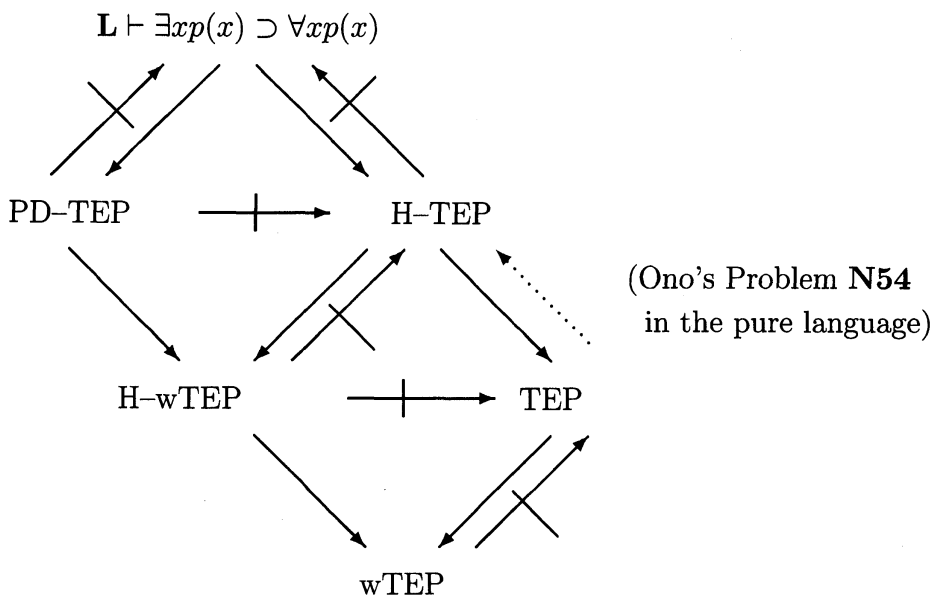 L ⊢ ∃xp(x) ⊃ ∀xp(x)
PD–TEP
H–TEP
(Ono's Problem N54
in the pure language)
H–wTEP
TEP
wTEP